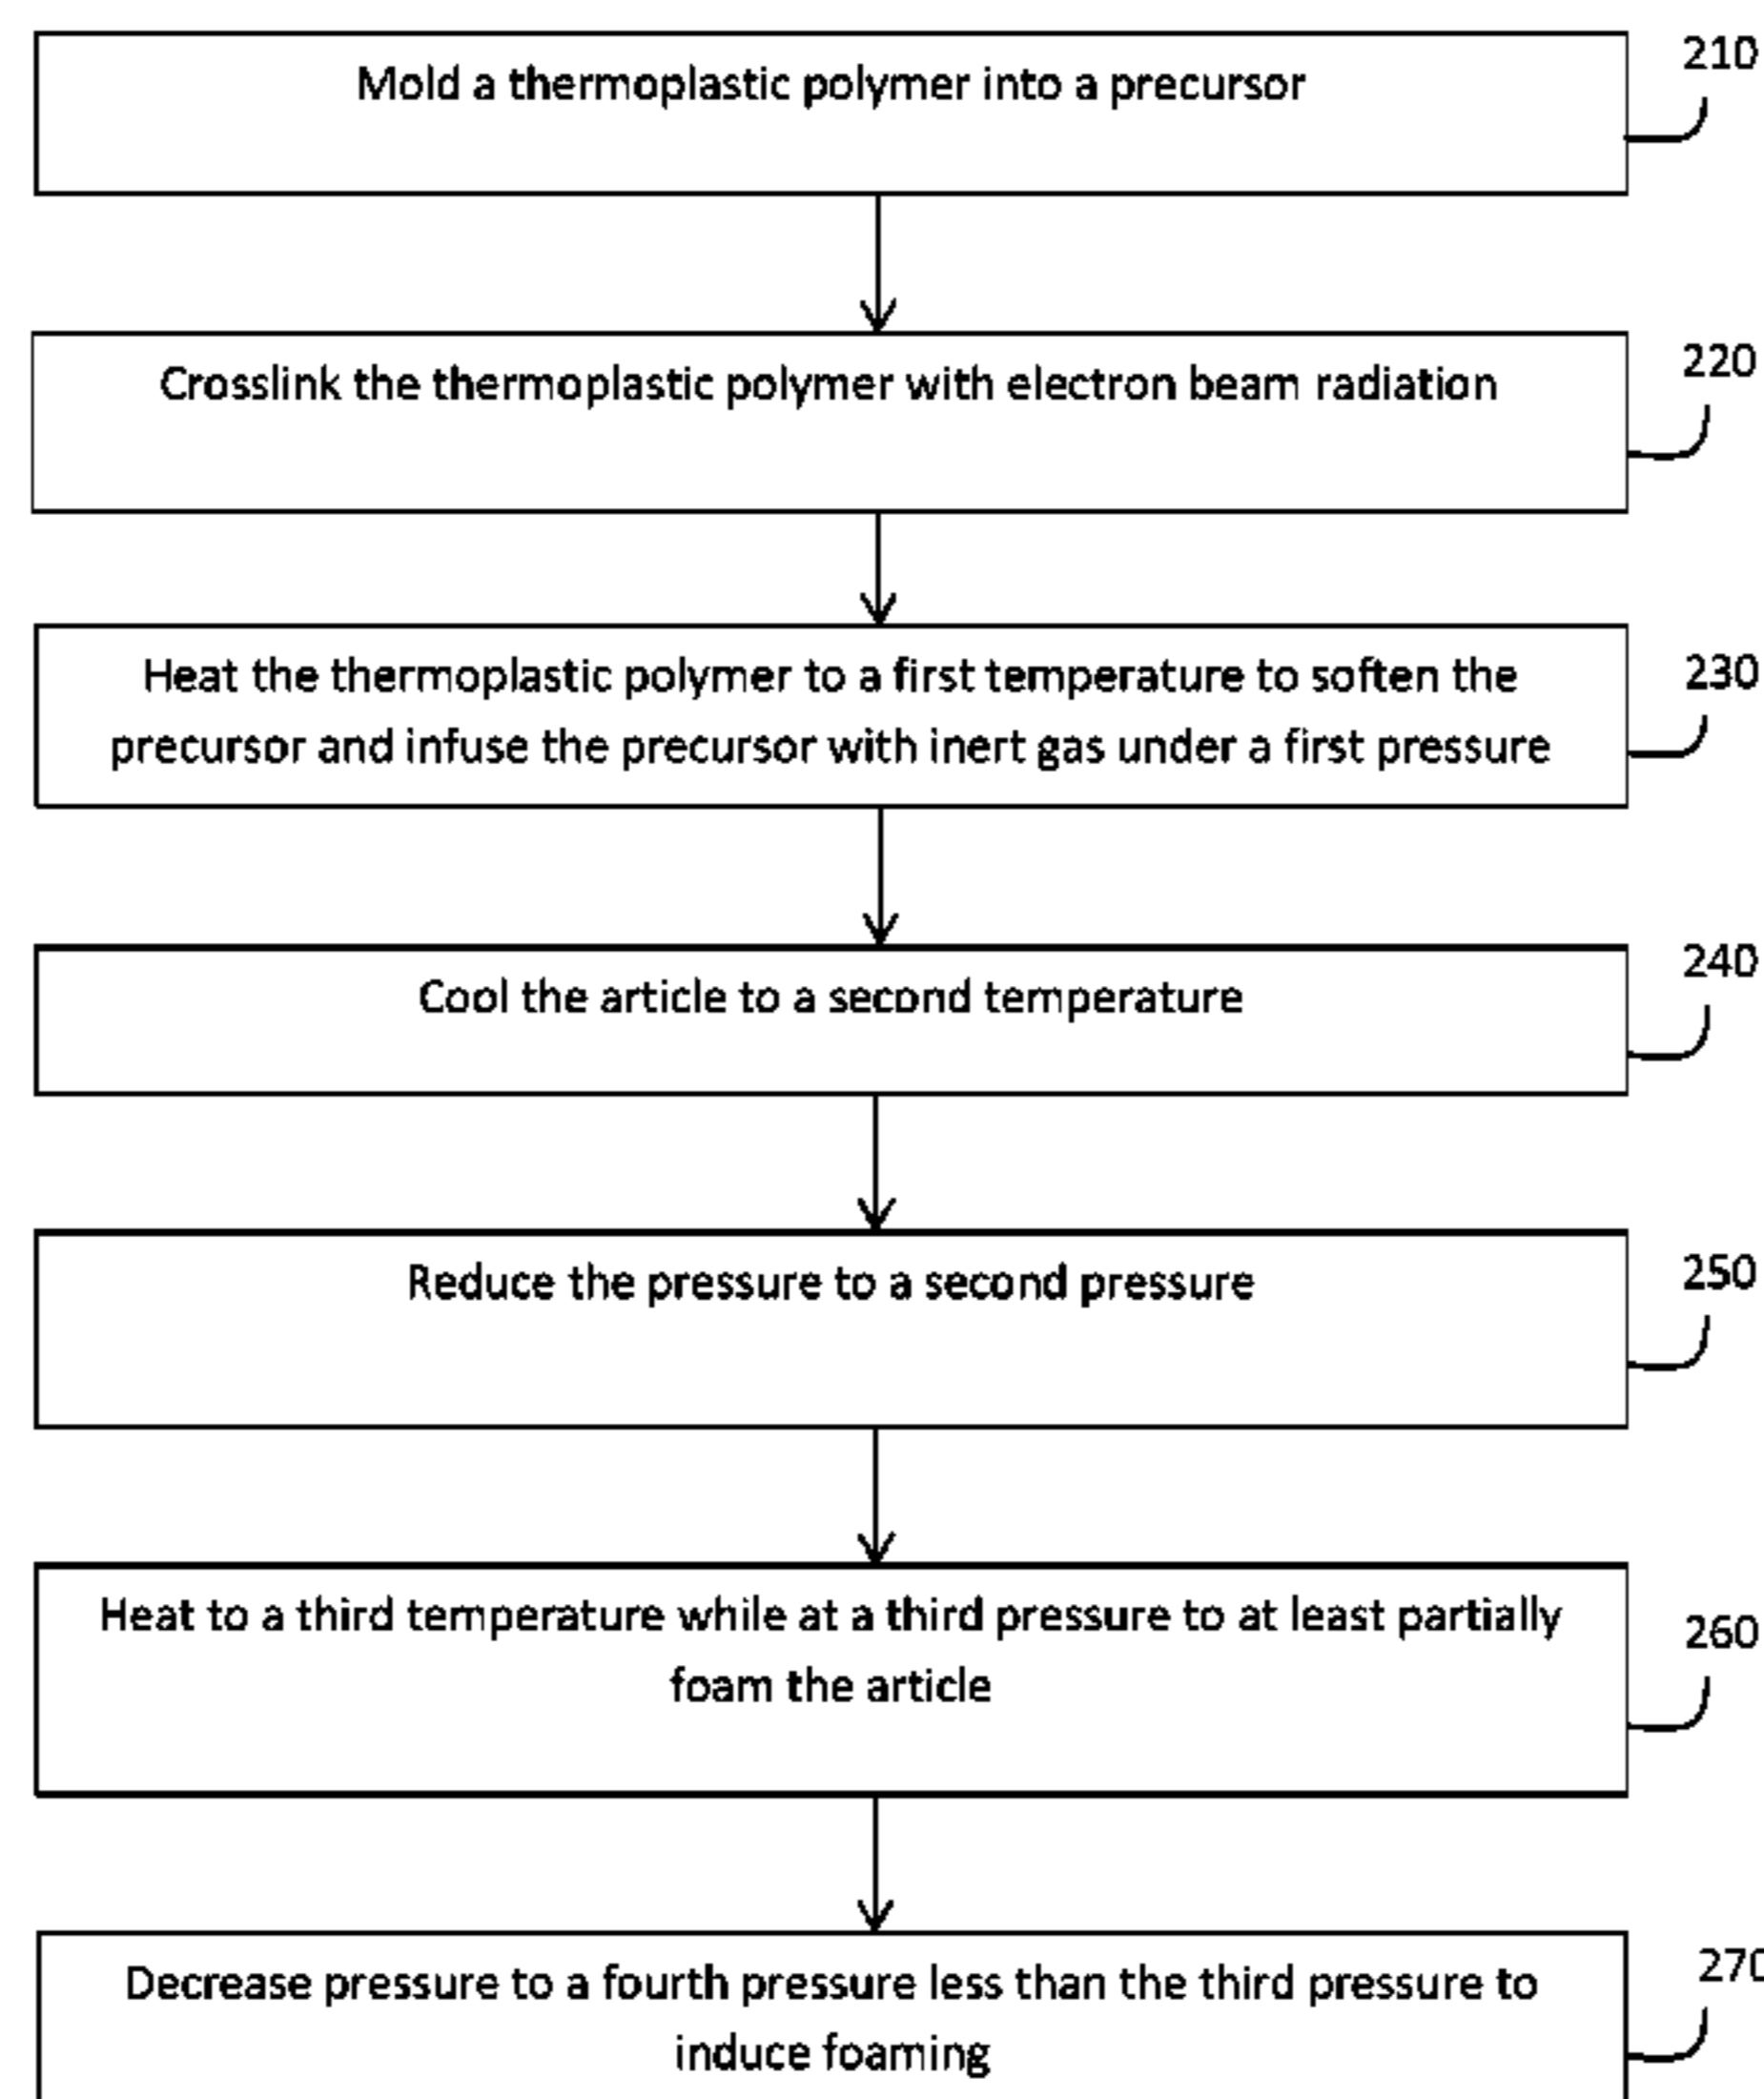 Mold a thermoplastic polymer into a precursor
210
Crosslink the thermoplastic polymer with electron beam radiation
220
Heat the thermoplastic polymer to a first temperature to soften the
precursor and infuse the precursor with inert gas under a first pressure
230
Cool the article to a second temperature
240
Reduce the pressure to a second pressure
250
Heat to a third temperature while at a third pressure to at least partially
foam the article
260
Decrease pressure to a fourth pressure less than the third pressure to
induce foaming
270